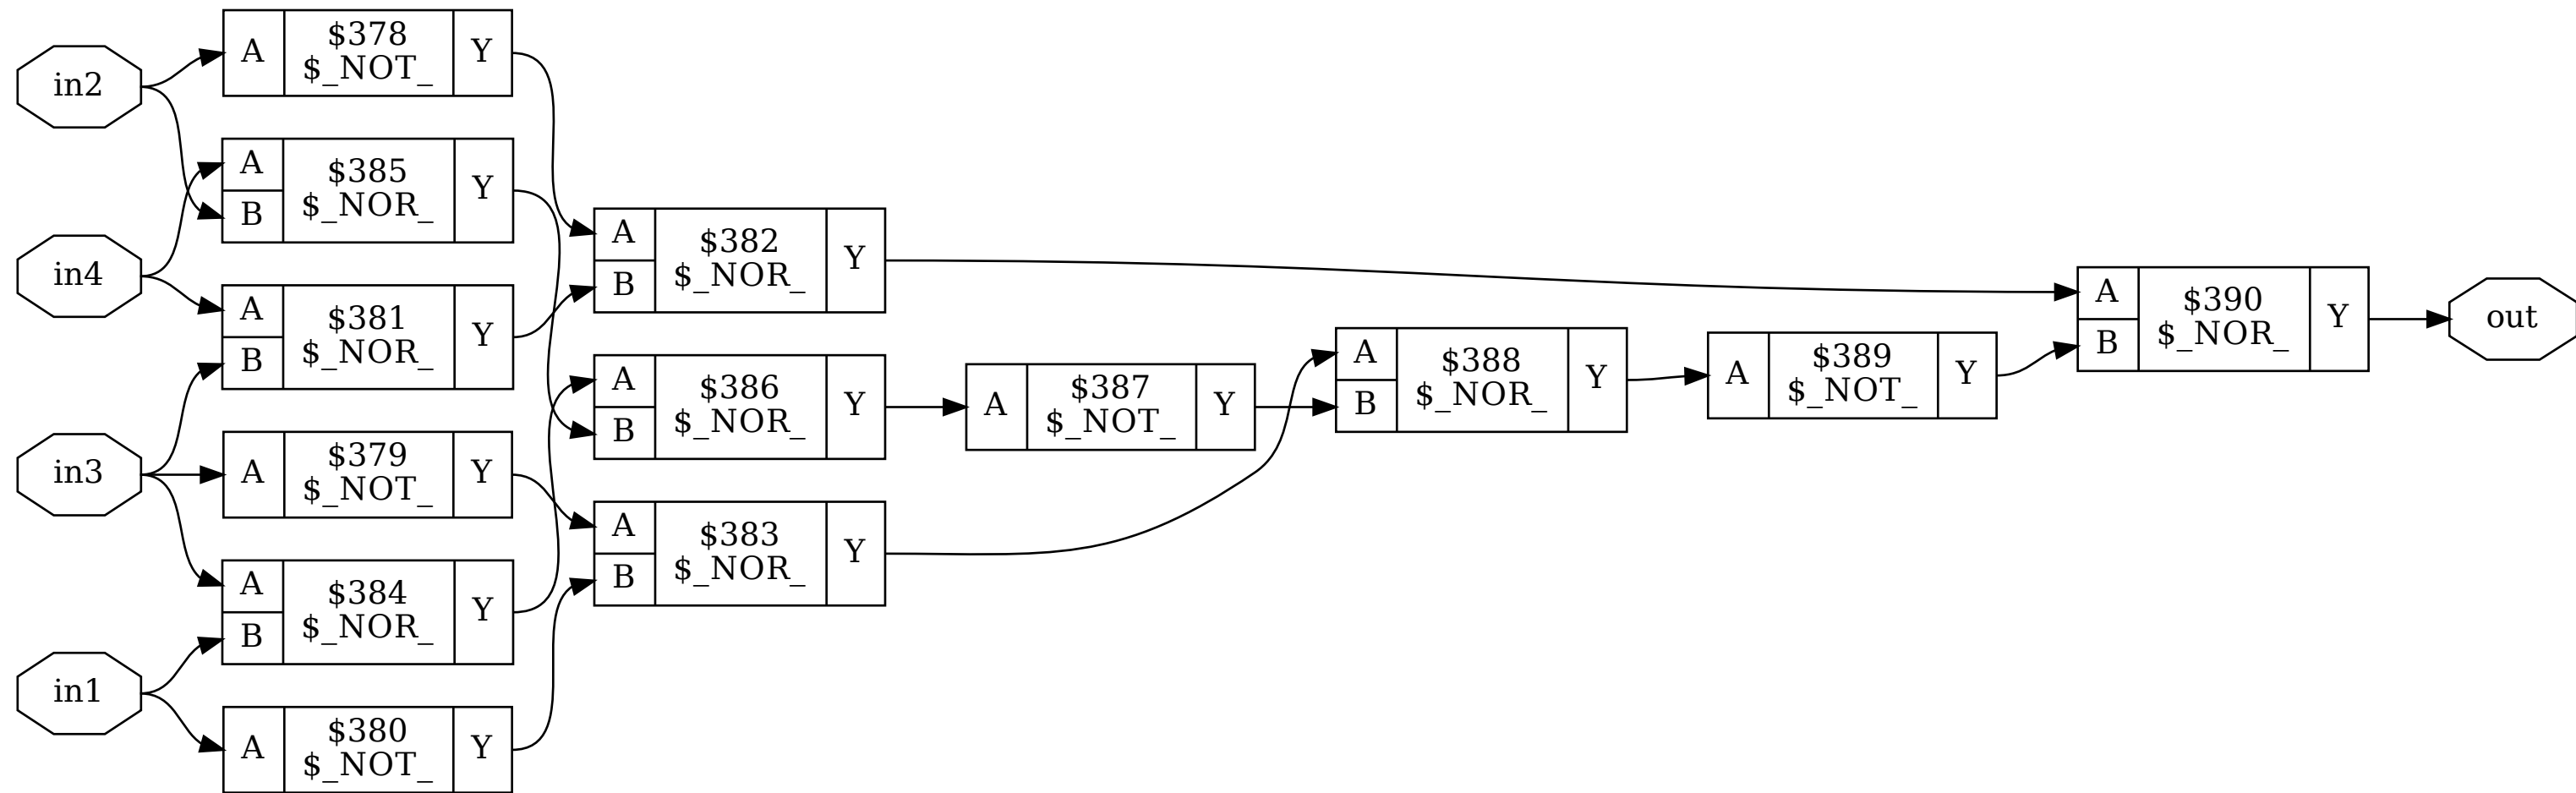 in2
in4
in3
in1
A $378 $_NOT_ Y
A B $385 $_NOR_ Y
A B $381 $_NOR_ Y
A $379 $_NOT_ Y
A B $384 $_NOR_ Y
A $380 $_NOT_ Y
A B $382 $_NOR_ Y
A B $386 $_NOR_ Y
A B $383 $_NOR_ Y
A $387 $_NOT_ Y
A B $388 $_NOR_ Y
A $389 $_NOT_ Y
A B $390 $_NOR_ Y
out